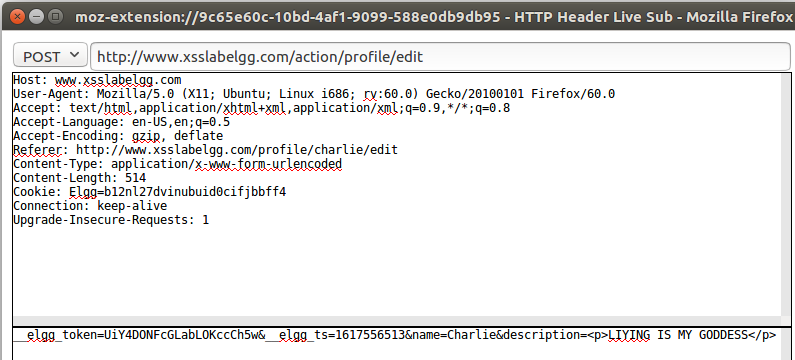 moz-extension://9c65e60c-10bd-4af1-9099-588e0db9db95 - HTTP Header Live Sub - Mozilla Firefox
POST http://www.xsslabelgg.com/action/profile/edit
Host: www.xsslabelgg.com
User-Agent: Mozilla/5.0 (X11; Ubuntu; Linux i686; rv:60.0) Gecko/20100101 Firefox/60.0
Accept: text/html,application/xhtml+xml,application/xml;q=0.9,*/*;q=0.8
Accept-Language: en-US,en;q=0.5
Accept-Encoding: gzip, deflate
Referer: http://www.xsslabelgg.com/profile/charlie/edit
Content-Type: application/x-www-form-urlencoded
Content-Length: 514
Cookie: Elgg=b12nl27dvinubuid0cifjbbff4
Connection: keep-alive
Upgrade-Insecure-Requests: 1
__elgg_token=UiY4DONFcGLabLOKccCh5w&__elgg_ts=1617556513&name=Charlie&description=<p>LIYING IS MY GODDESS</p>